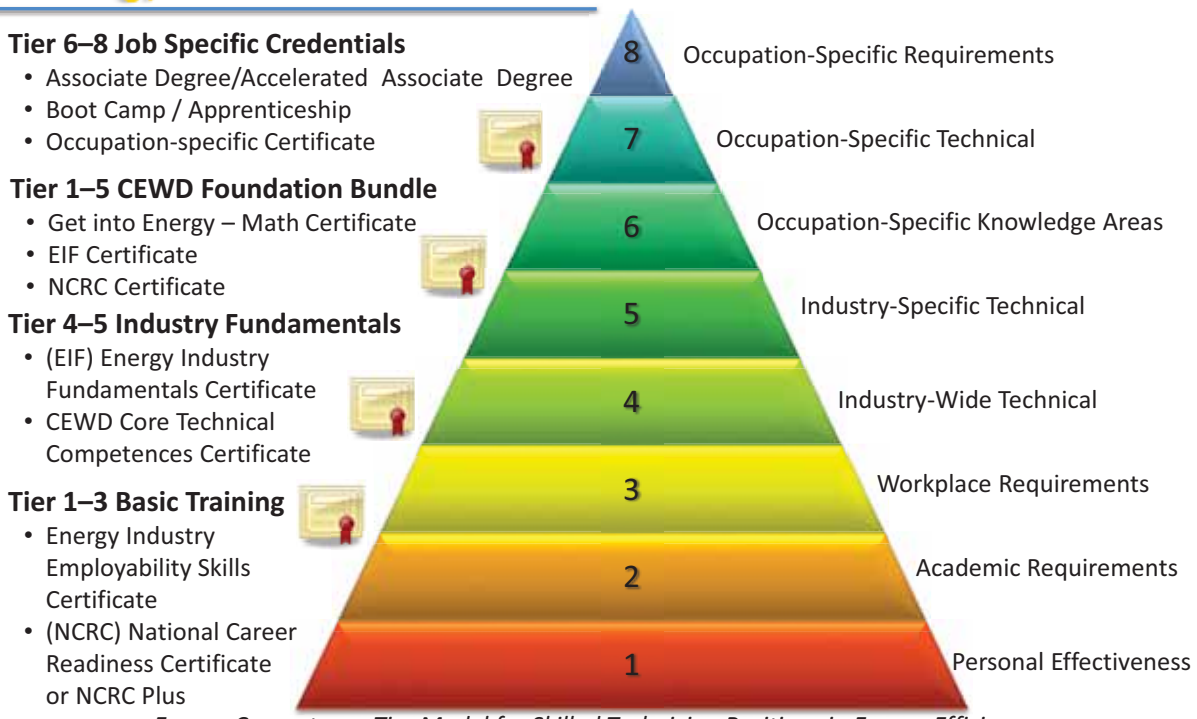 Tier 6–8 Job Specific Credentials
• Associate Degree/Accelerated Associate Degree
• Boot Camp / Apprenticeship
• Occupation-specific Certificate
Tier 1–5 CEWD Foundation Bundle
• Get into Energy – Math Certificate
• EIF Certificate
• NCRC Certificate
Tier 4–5 Industry Fundamentals
• (EIF) Energy Industry
Fundamentals Certificate
• CEWD Core Technical
Competences Certificate
Tier 1–3 Basic Training
• Energy Industry
Employability Skills
Certificate
• (NCRC) National Career
Readiness Certificate
or NCRC Plus
8 Occupation-Specific Requirements
7 Occupation-Specific Technical
6 Occupation-Specific Knowledge Areas
5 Industry-Specific Technical
4 Industry-Wide Technical
3 Workplace Requirements
2 Academic Requirements
1 Personal Effectiveness